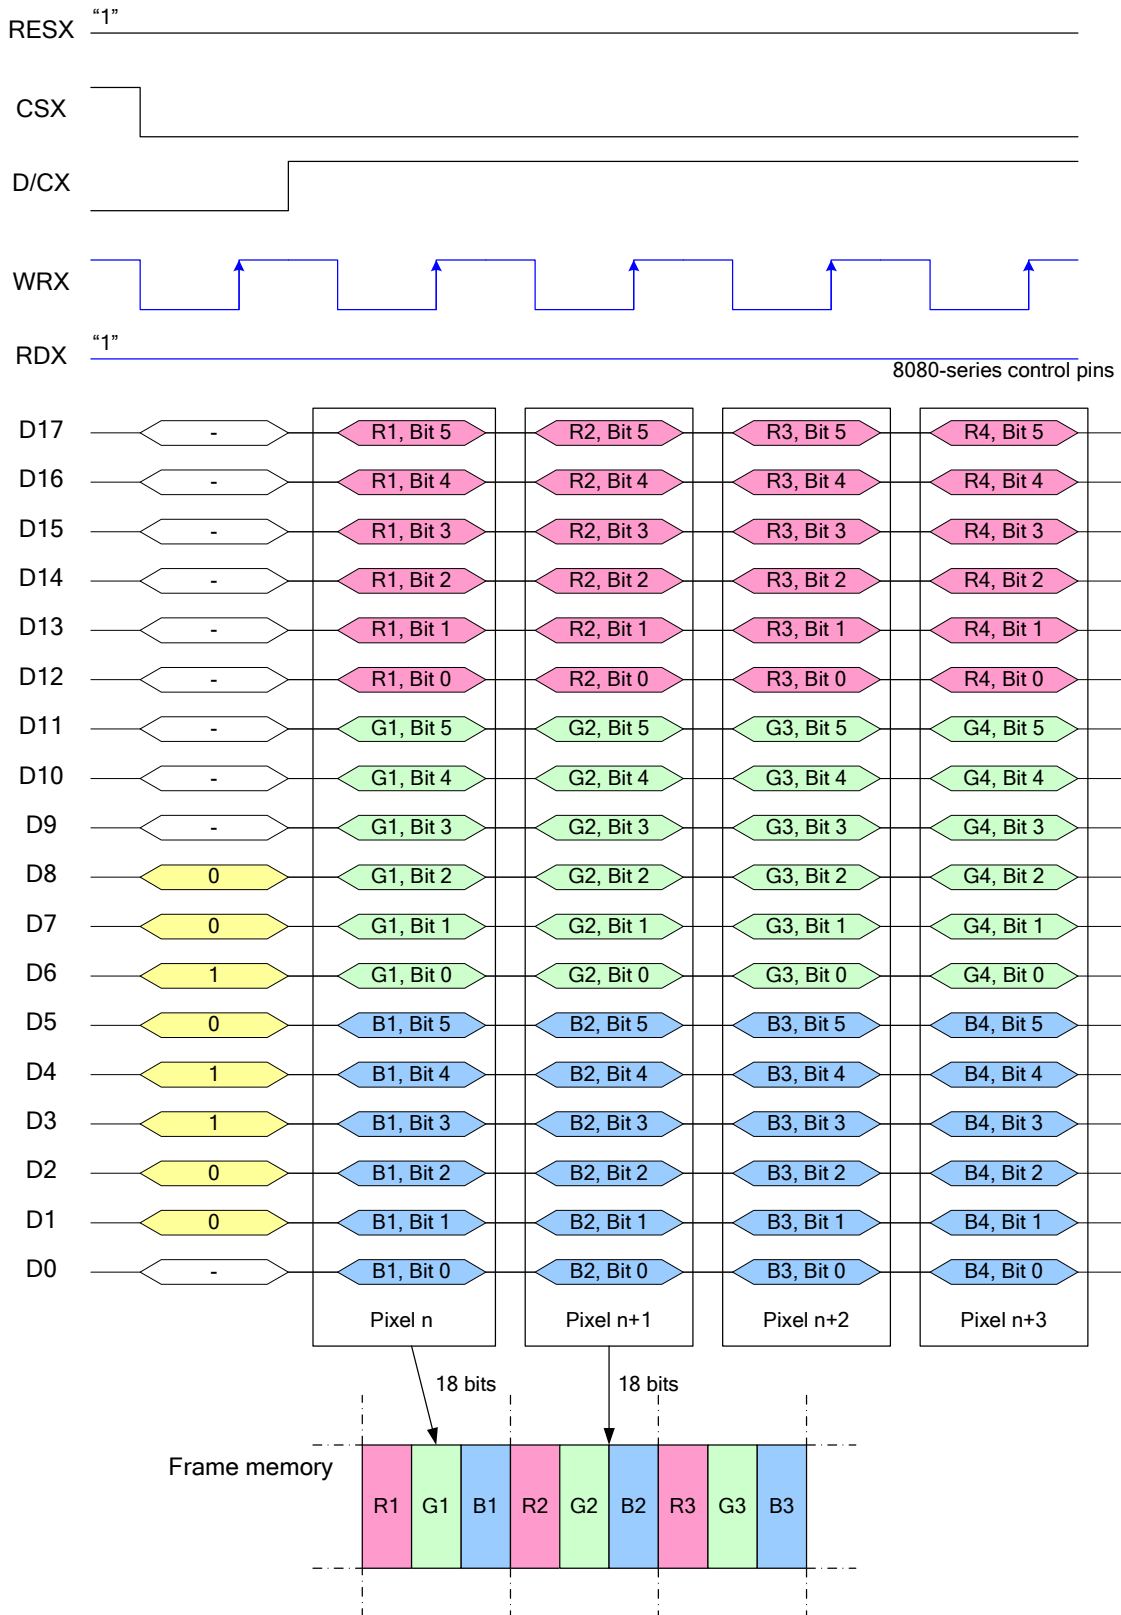 RESX “1”
CSX
D/CX
WRX
RDX “1”
8080-series control pins
D17 - R1, Bit 5 R2, Bit 5 R3, Bit 5 R4, Bit 5
D16 - R1, Bit 4 R2, Bit 4 R3, Bit 4 R4, Bit 4
D15 - R1, Bit 3 R2, Bit 3 R3, Bit 3 R4, Bit 3
D14 - R1, Bit 2 R2, Bit 2 R3, Bit 2 R4, Bit 2
D13 - R1, Bit 1 R2, Bit 1 R3, Bit 1 R4, Bit 1
D12 - R1, Bit 0 R2, Bit 0 R3, Bit 0 R4, Bit 0
D11 - G1, Bit 5 G2, Bit 5 G3, Bit 5 G4, Bit 5
D10 - G1, Bit 4 G2, Bit 4 G3, Bit 4 G4, Bit 4
D9 - G1, Bit 3 G2, Bit 3 G3, Bit 3 G4, Bit 3
D8 0 G1, Bit 2 G2, Bit 2 G3, Bit 2 G4, Bit 2
D7 0 G1, Bit 1 G2, Bit 1 G3, Bit 1 G4, Bit 1
D6 1 G1, Bit 0 G2, Bit 0 G3, Bit 0 G4, Bit 0
D5 0 B1, Bit 5 B2, Bit 5 B3, Bit 5 B4, Bit 5
D4 1 B1, Bit 4 B2, Bit 4 B3, Bit 4 B4, Bit 4
D3 1 B1, Bit 3 B2, Bit 3 B3, Bit 3 B4, Bit 3
D2 0 B1, Bit 2 B2, Bit 2 B3, Bit 2 B4, Bit 2
D1 0 B1, Bit 1 B2, Bit 1 B3, Bit 1 B4, Bit 1
D0 - B1, Bit 0 B2, Bit 0 B3, Bit 0 B4, Bit 0
Pixel n Pixel n+1 Pixel n+2 Pixel n+3
18 bits 18 bits
Frame memory
R1 G1 B1 R2 G2 B2 R3 G3 B3